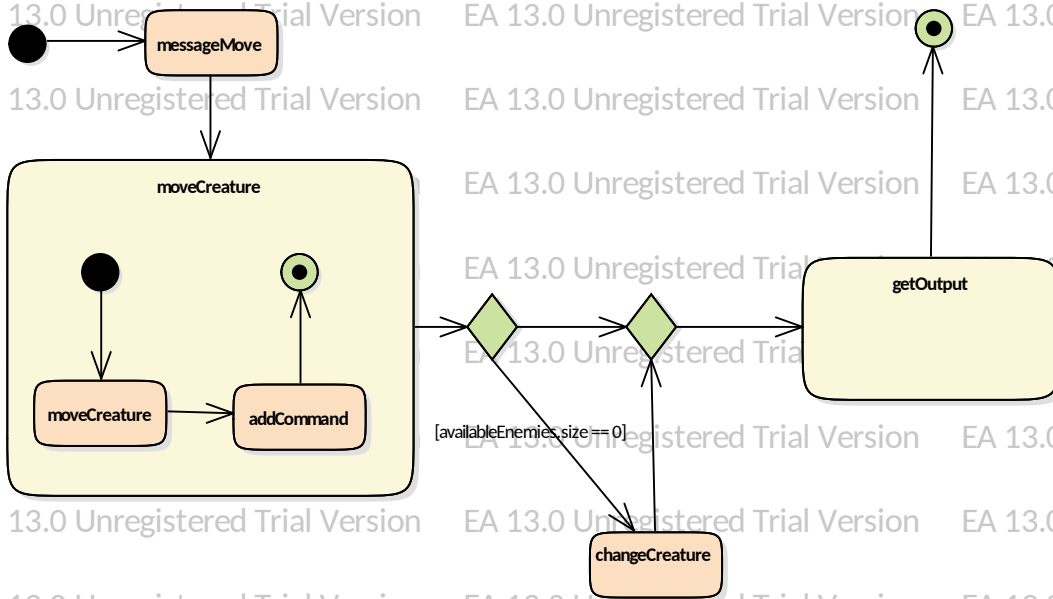 13.0 Unregistered Trial Version EA 13.0 Unregistered Trial Version EA 13.0
messageMove
13.0 Unregistered Trial Version EA 13.0 Unregistered Trial Version EA 13.0
moveCreature
EA 13.0 Unregistered Trial Version EA 13.0
EA 13.0 Unregistered Trial
getOutput
EA 13.0 Unregistered Trial
moveCreature
addCommand
[availableEnemies.size == 0]
EA 13.0 Unregistered Trial Version EA 13.0
13.0 Unregistered Trial Version EA 13.0 Unregistered Trial Version EA 13.0
changeCreature